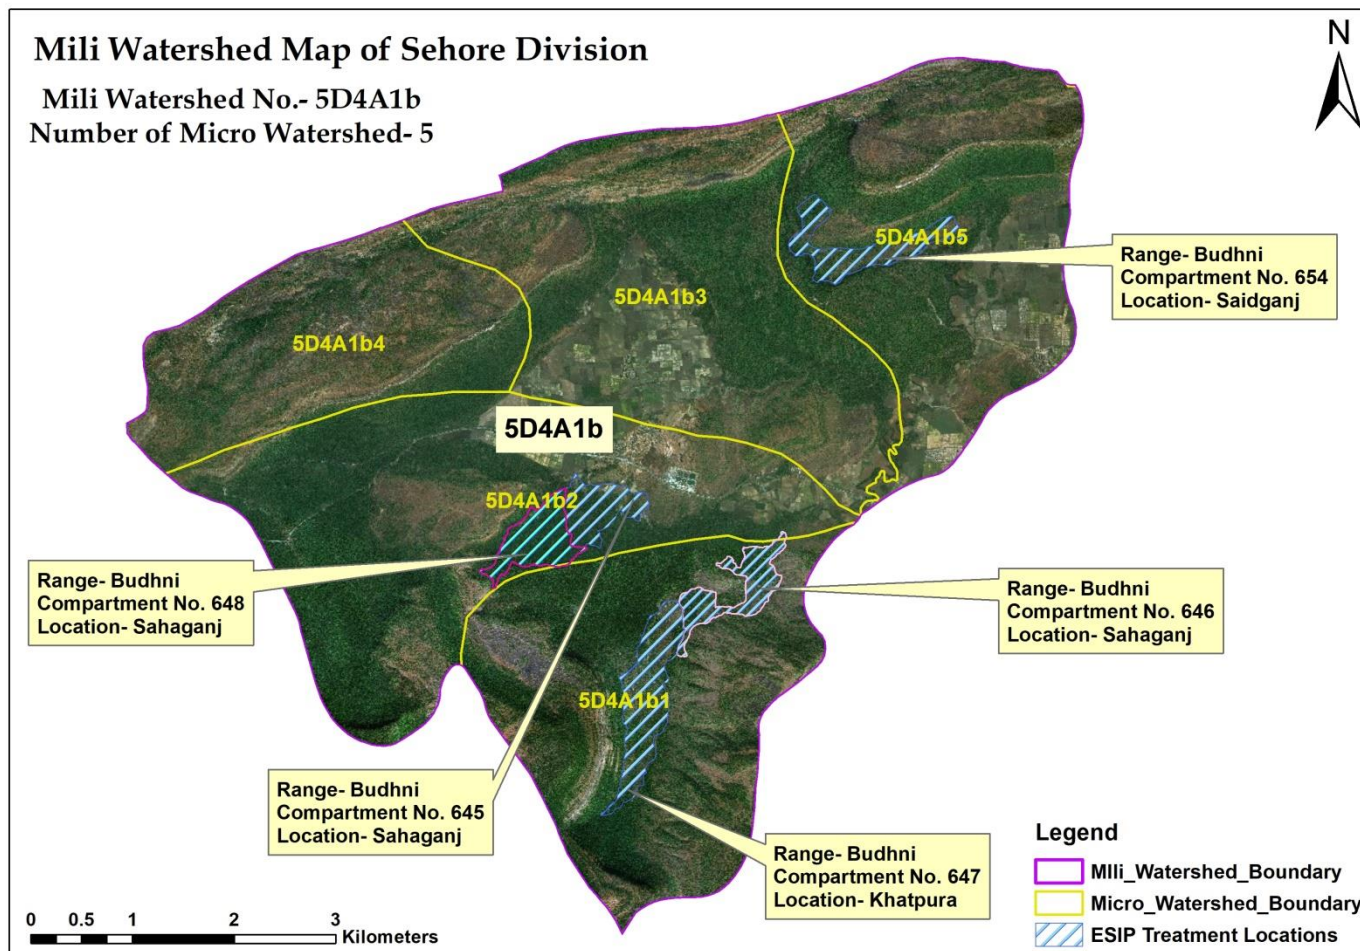 Mili Watershed Map of Sehore Division
Mili Watershed No.- 5D4A1b
Number of Micro Watershed- 5
N
5D4A1b5
Range- Budhni
Compartment No. 654
Location- Saidganj
5D4A1b3
5D4A1b4
5D4A1b
5D4A1b2
Range- Budhni
Compartment No. 648
Location- Sahaganj
Range- Budhni
Compartment No. 646
Location- Sahaganj
5D4A1b1
Range- Budhni
Compartment No. 645
Location- Sahaganj
Range- Budhni
Compartment No. 647
Location- Khatpura
Legend
MIli_Watershed_Boundary
Micro_Watershed_Boundary
ESIP Treatment Locations
0 0.5 1 2 3
Kilometers